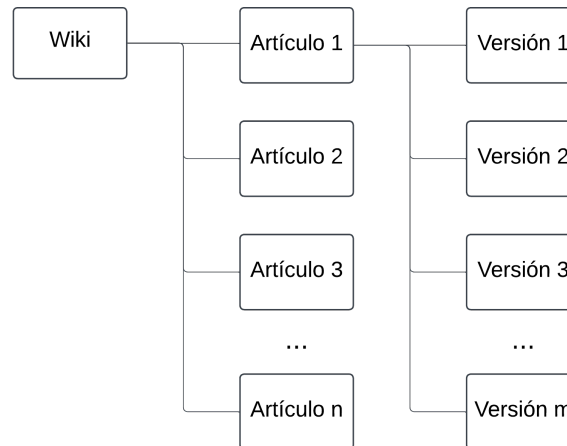 Wiki
Artículo 1
Versión 1
Artículo 2
Versión 2
Artículo 3
Versión 3
...
...
Artículo n
Versión m